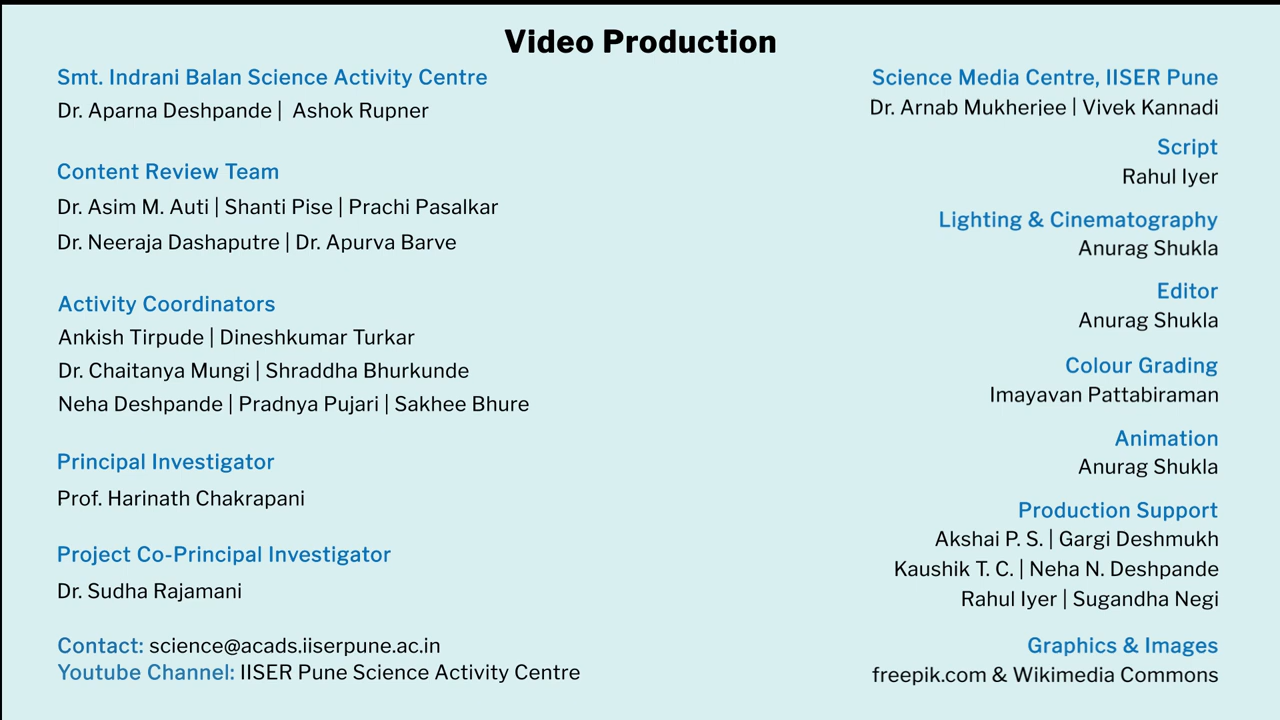 Video Production
Smt. Indrani Balan Science Activity Centre
Dr. Aparna Deshpande | Ashok Rupner
Content Review Team
Dr. Asim M. Auti | Shanti Pise | Prachi Pasalkar
Dr. Neeraja Dashaputre | Dr. Apurva Barve
Activity Coordinators
Ankish Tirpude | Dineshkumar Turkar
Dr. Chaitanya Mungi | Shraddha Bhurkunde
Neha Deshpande | Pradnya Pujari | Sakhee Bhure
Principal Investigator
Prof. Harinath Chakrapani
Project Co-Principal Investigator
Dr. Sudha Rajamani
Contact: science@acads.iiserpune.ac.in
Youtube Channel: IISER Pune Science Activity Centre
Science Media Centre, IISER Pune
Dr. Arnab Mukherjee | Vivek Kannadi
Script
Rahul Iyer
Lighting & Cinematography
Anurag Shukla
Editor
Anurag Shukla
Colour Grading
Imayavan Pattabiraman
Animation
Anurag Shukla
Production Support
Akshai P. S. | Gargi Deshmukh
Kaushik T. C. | Neha N. Deshpande
Rahul Iyer | Sugandha Negi
Graphics & Images
freepik.com & Wikimedia Commons